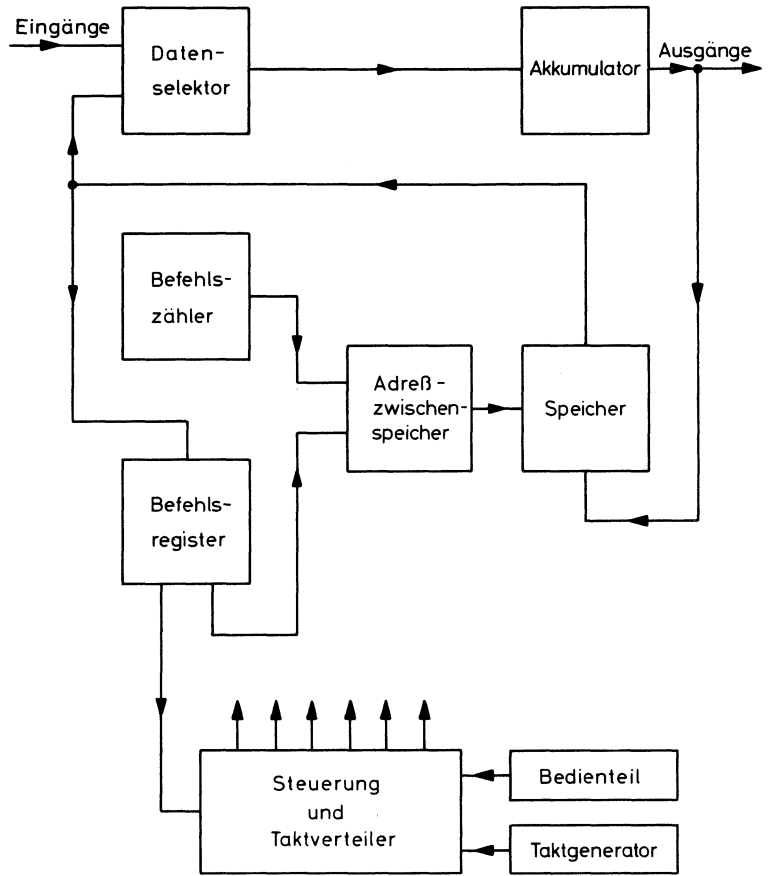 Eingänge
Daten-
selektor
Akkumulator
Ausgänge
Befehls-
zähler
Adreß-
zwischen-
speicher
Speicher
Befehls-
register
Steuerung
und
Taktverteiler
Bedienteil
Taktgenerator